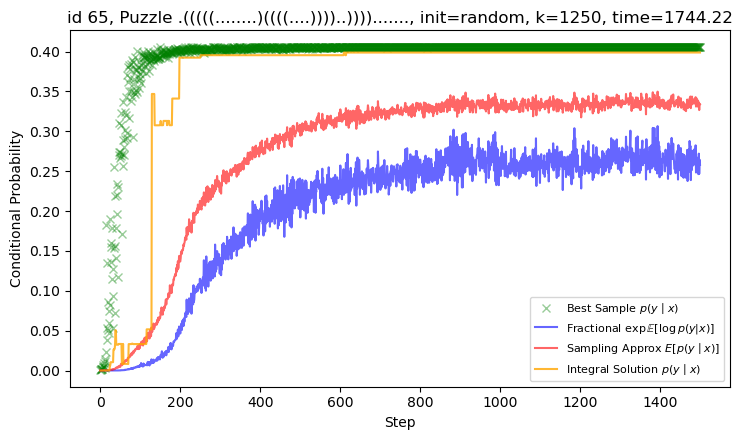 id 65, Puzzle .(((((........)((((....))))..))))......., init=random, k=1250, time=1744.22
Conditional Probability
0.40
0.35
0.30
0.25
0.20
0.15
0.10
0.05
0.00
Best Sample p(y | x)
Fractional exp 𝔼[log p(y|x)]
Sampling Approx E[p(y | x)]
Integral Solution p(y | x)
0 200 400 600 800 1000 1200 1400
Step